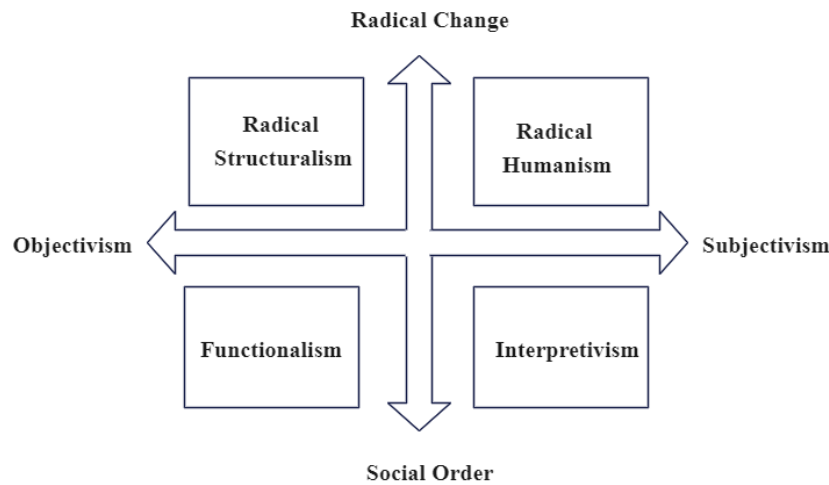 Radical Change
Radical
Structuralism
Radical
Humanism
Objectivism
Subjectivism
Functionalism
Interpretivism
Social Order